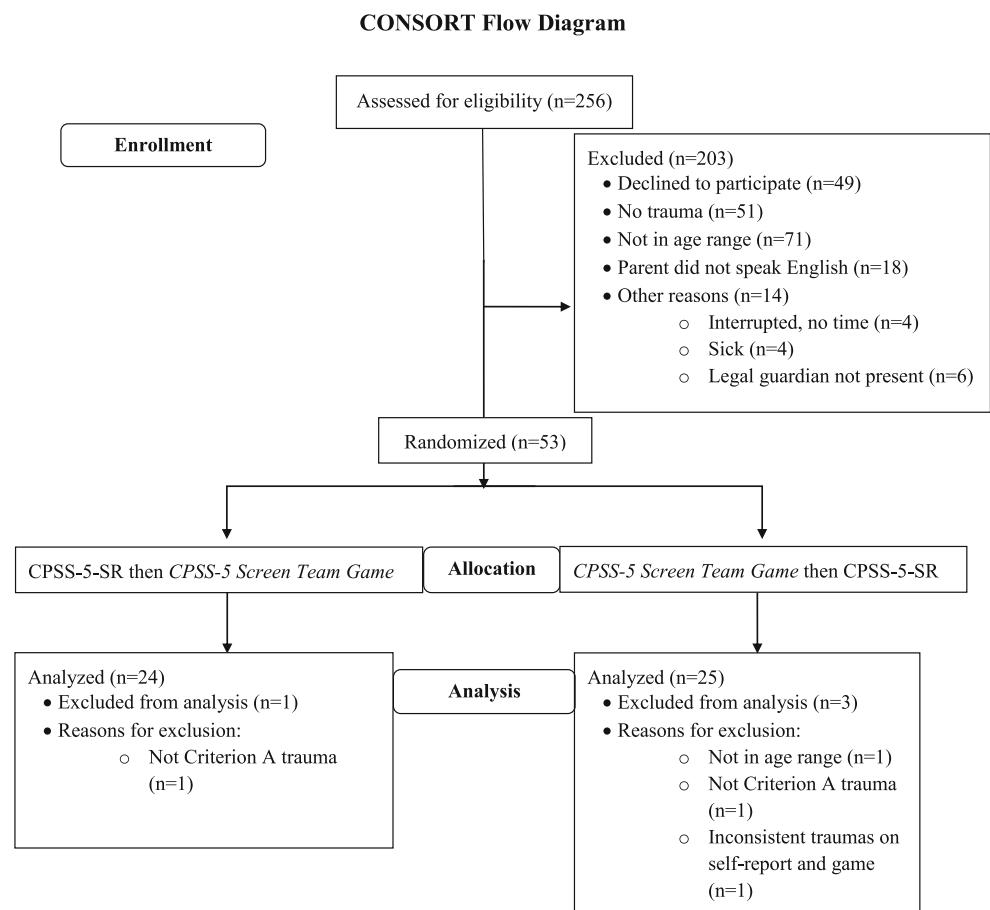 CONSORT Flow Diagram
Assessed for eligibility (n=256)
Enrollment
Excluded (n=203)
• Declined to participate (n=49)
• No trauma (n=51)
• Not in age range (n=71)
• Parent did not speak English (n=18)
• Other reasons (n=14)
o Interrupted, no time (n=4)
o Sick (n=4)
o Legal guardian not present (n=6)
Randomized (n=53)
CPSS-5-SR then CPSS-5 Screen Team Game
Allocation
CPSS-5 Screen Team Game then CPSS-5-SR
Analyzed (n=24)
• Excluded from analysis (n=1)
• Reasons for exclusion:
o Not Criterion A trauma
(n=1)
Analysis
Analyzed (n=25)
• Excluded from analysis (n=3)
• Reasons for exclusion:
o Not in age range (n=1)
o Not Criterion A trauma
(n=1)
o Inconsistent traumas on
self-report and game
(n=1)